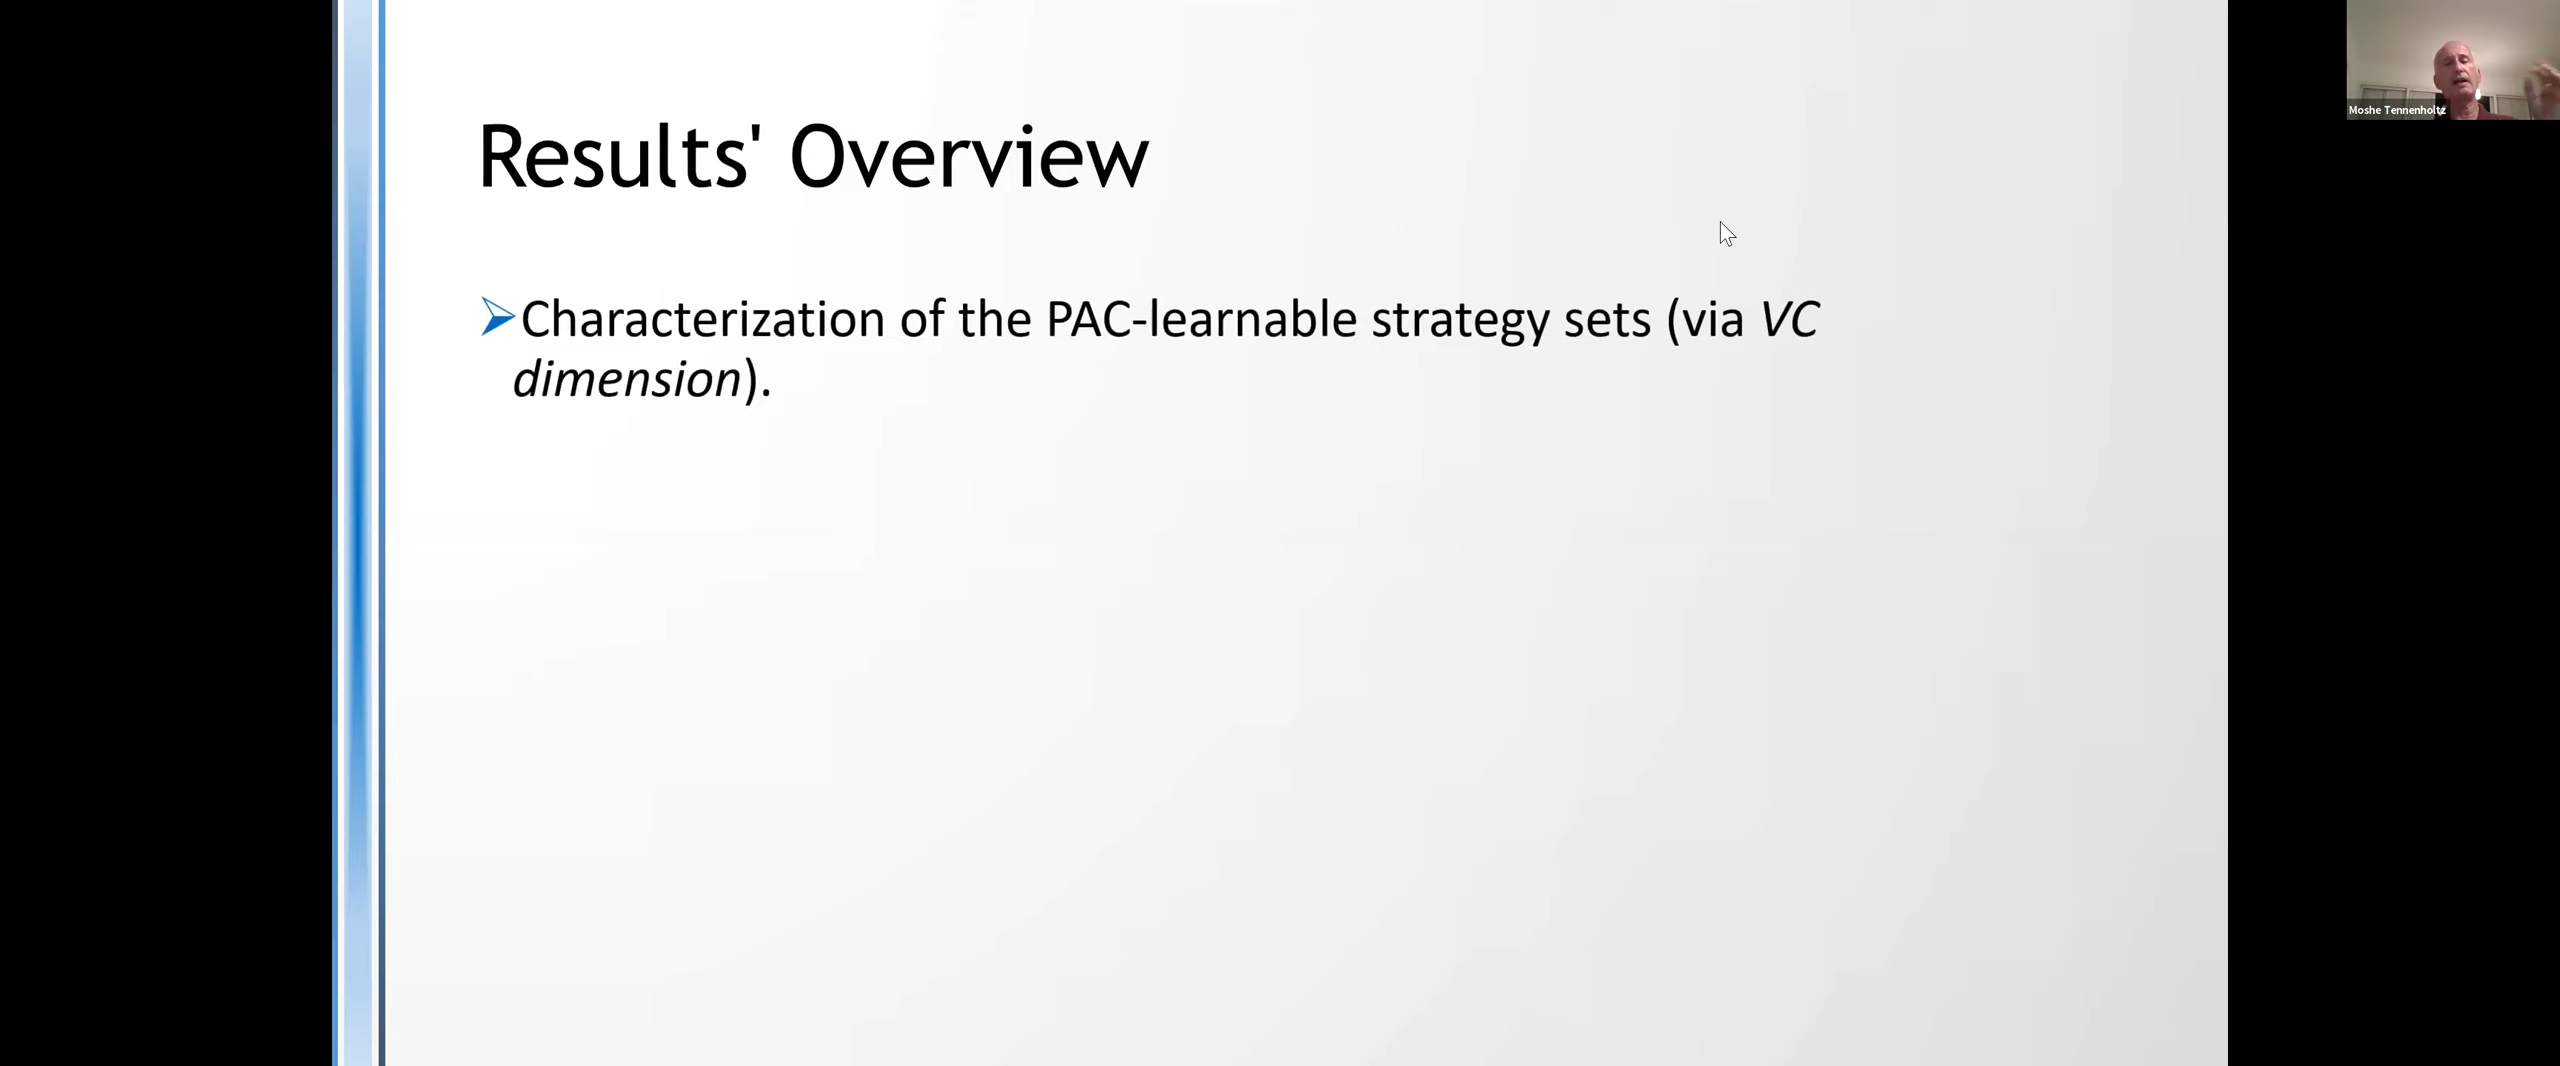 Results' Overview
Characterization of the PAC-learnable strategy sets (via VC
dimension).
Moshe Tennenholtz